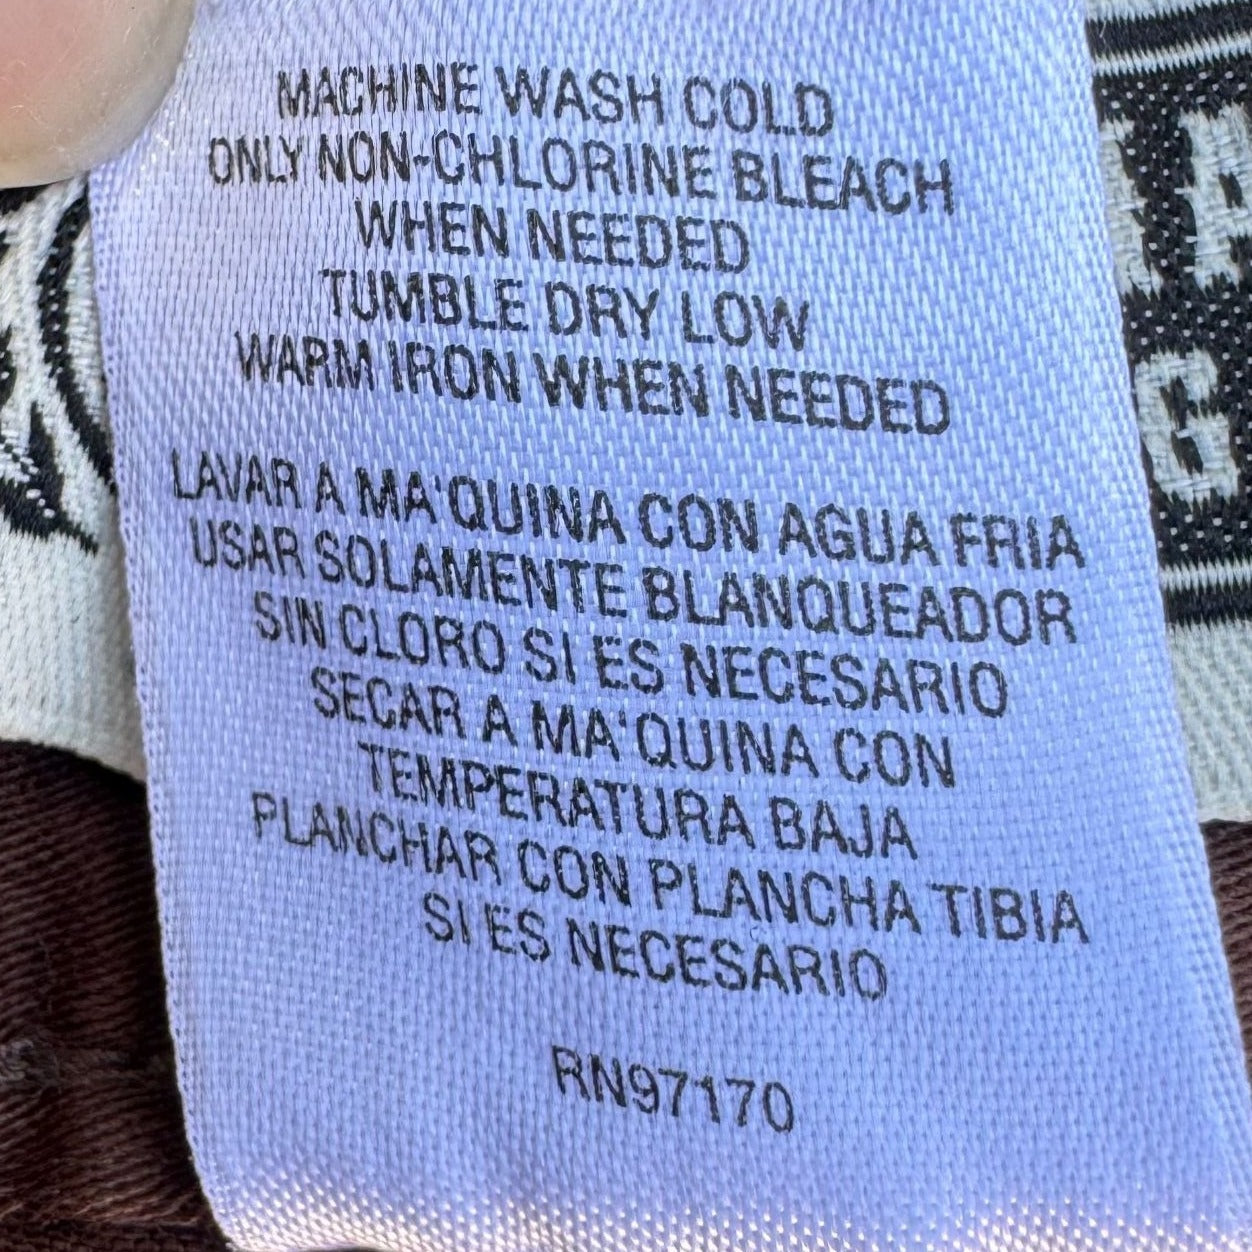 MACHINE WASH COLD
ONLY NON-CHLORINE BLEACH
WHEN NEEDED
TUMBLE DRY LOW
WARM IRON WHEN NEEDED
LAVAR A MA'QUINA CON AGUA FRIA
USAR SOLAMENTE BLANQUEADOR
SIN CLORO SI ES NECESARIO
SECAR A MA'QUINA CON
TEMPERATURA BAJA
PLANCHAR CON PLANCHA TIBIA
SI ES NECESARIO
RN97170